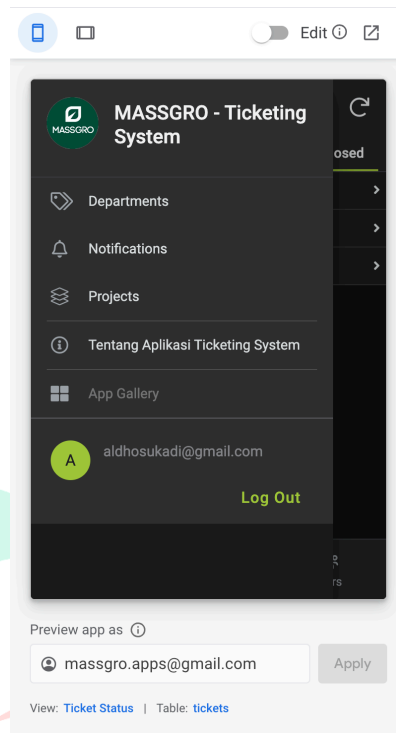 Edit
MASSGRO
MASSGRO - Ticketing
System
osed
Departments
Notifications
Projects
Tentang Aplikasi Ticketing System
App Gallery
A
aldhosukadi@gmail.com
Log Out
rs
Preview app as
massgro.apps@gmail.com
Apply
View: Ticket Status | Table: tickets